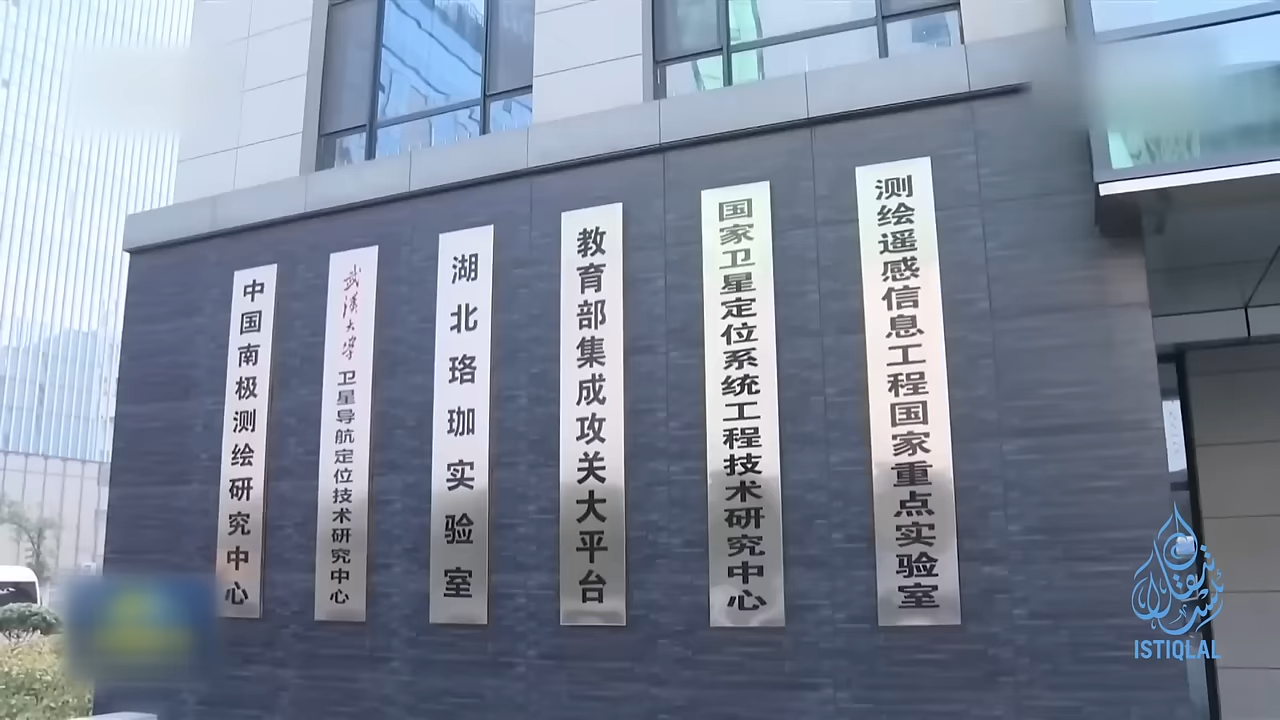 中国南极测绘研究中心
武漢大学 卫星导航定位技术研究中心
湖北珞珈实验室
教育部集成攻关大平台
国家卫星定位系统工程技术研究中心
测绘遥感信息工程国家重点实验室
ISTIQLAL